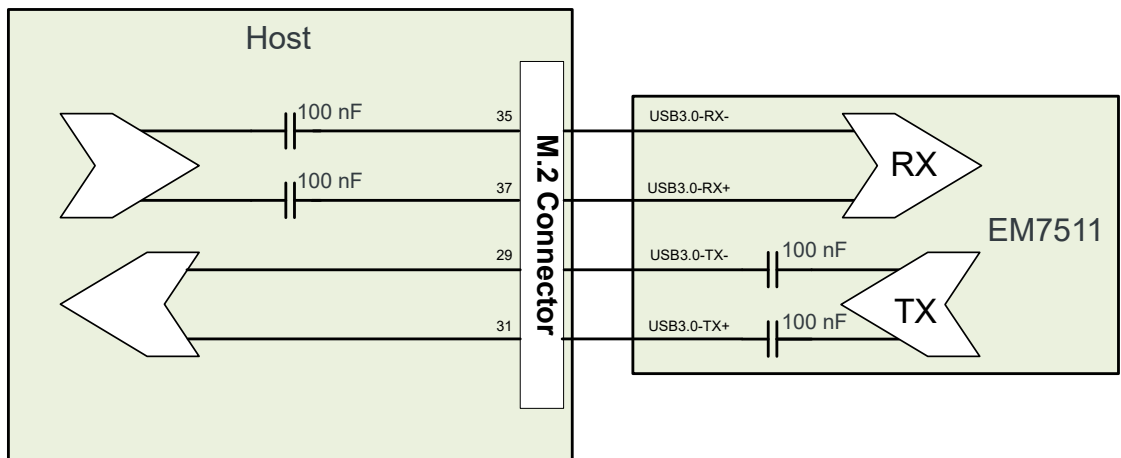 Host
100 nF
35
USB3.0-RX-
100 nF
37
USB3.0-RX+
RX
M.2 Connector
EM7511
29
USB3.0-TX-
100 nF
31
USB3.0-TX+
100 nF
TX